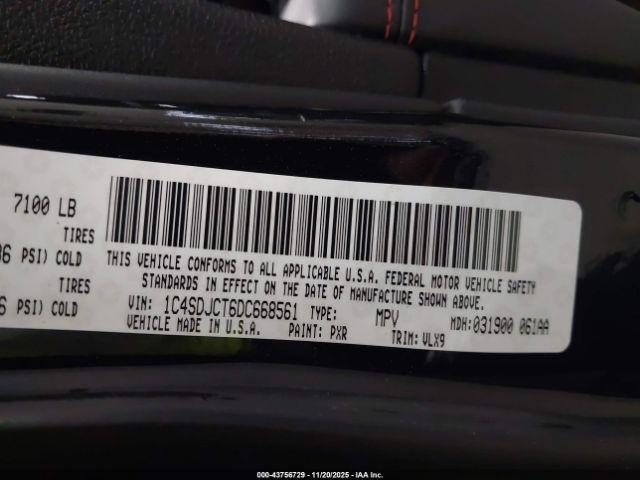 7100 LB
TIRES
PSI) COLD
TIRES
PSI) COLD
THIS VEHICLE CONFORMS TO ALL APPLICABLE U.S.A. FEDERAL MOTOR VEHICLE SAFETY
STANDARDS IN EFFECT ON THE DATE OF MANUFACTURE SHOWN ABOVE.
VIN: 1C4SDJCT6DC668561 TYPE: MPV MDH:031900 061AA
VEHICLE MADE IN U.S.A. PAINT: PXR TRIM: VLX9
000-43756729 - 11/20/2025 - IAA Inc.